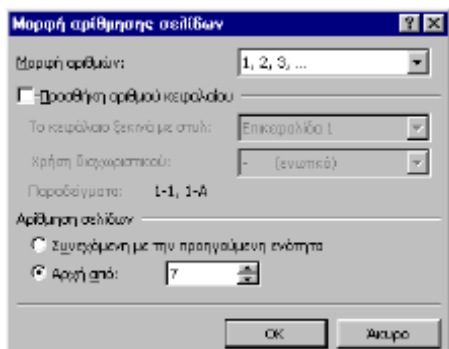 Μορφή αρίθμησης σελίδων
Μορφή αριθμών: 1, 2, 3, ...
Προσθήκη αριθμού κεφαλαίου
Το κεφάλαιο ξεκινά με στυλ: Επικεφαλίδα 1
Χρήση διαχωριστικού: - (ενωτικό)
Παραδείγματα: 1-1, 1-A
Αρίθμηση σελίδων
Συνεχόμενη με την προηγούμενη ενότητα
Αρχή από: 7
OK Άκυρο